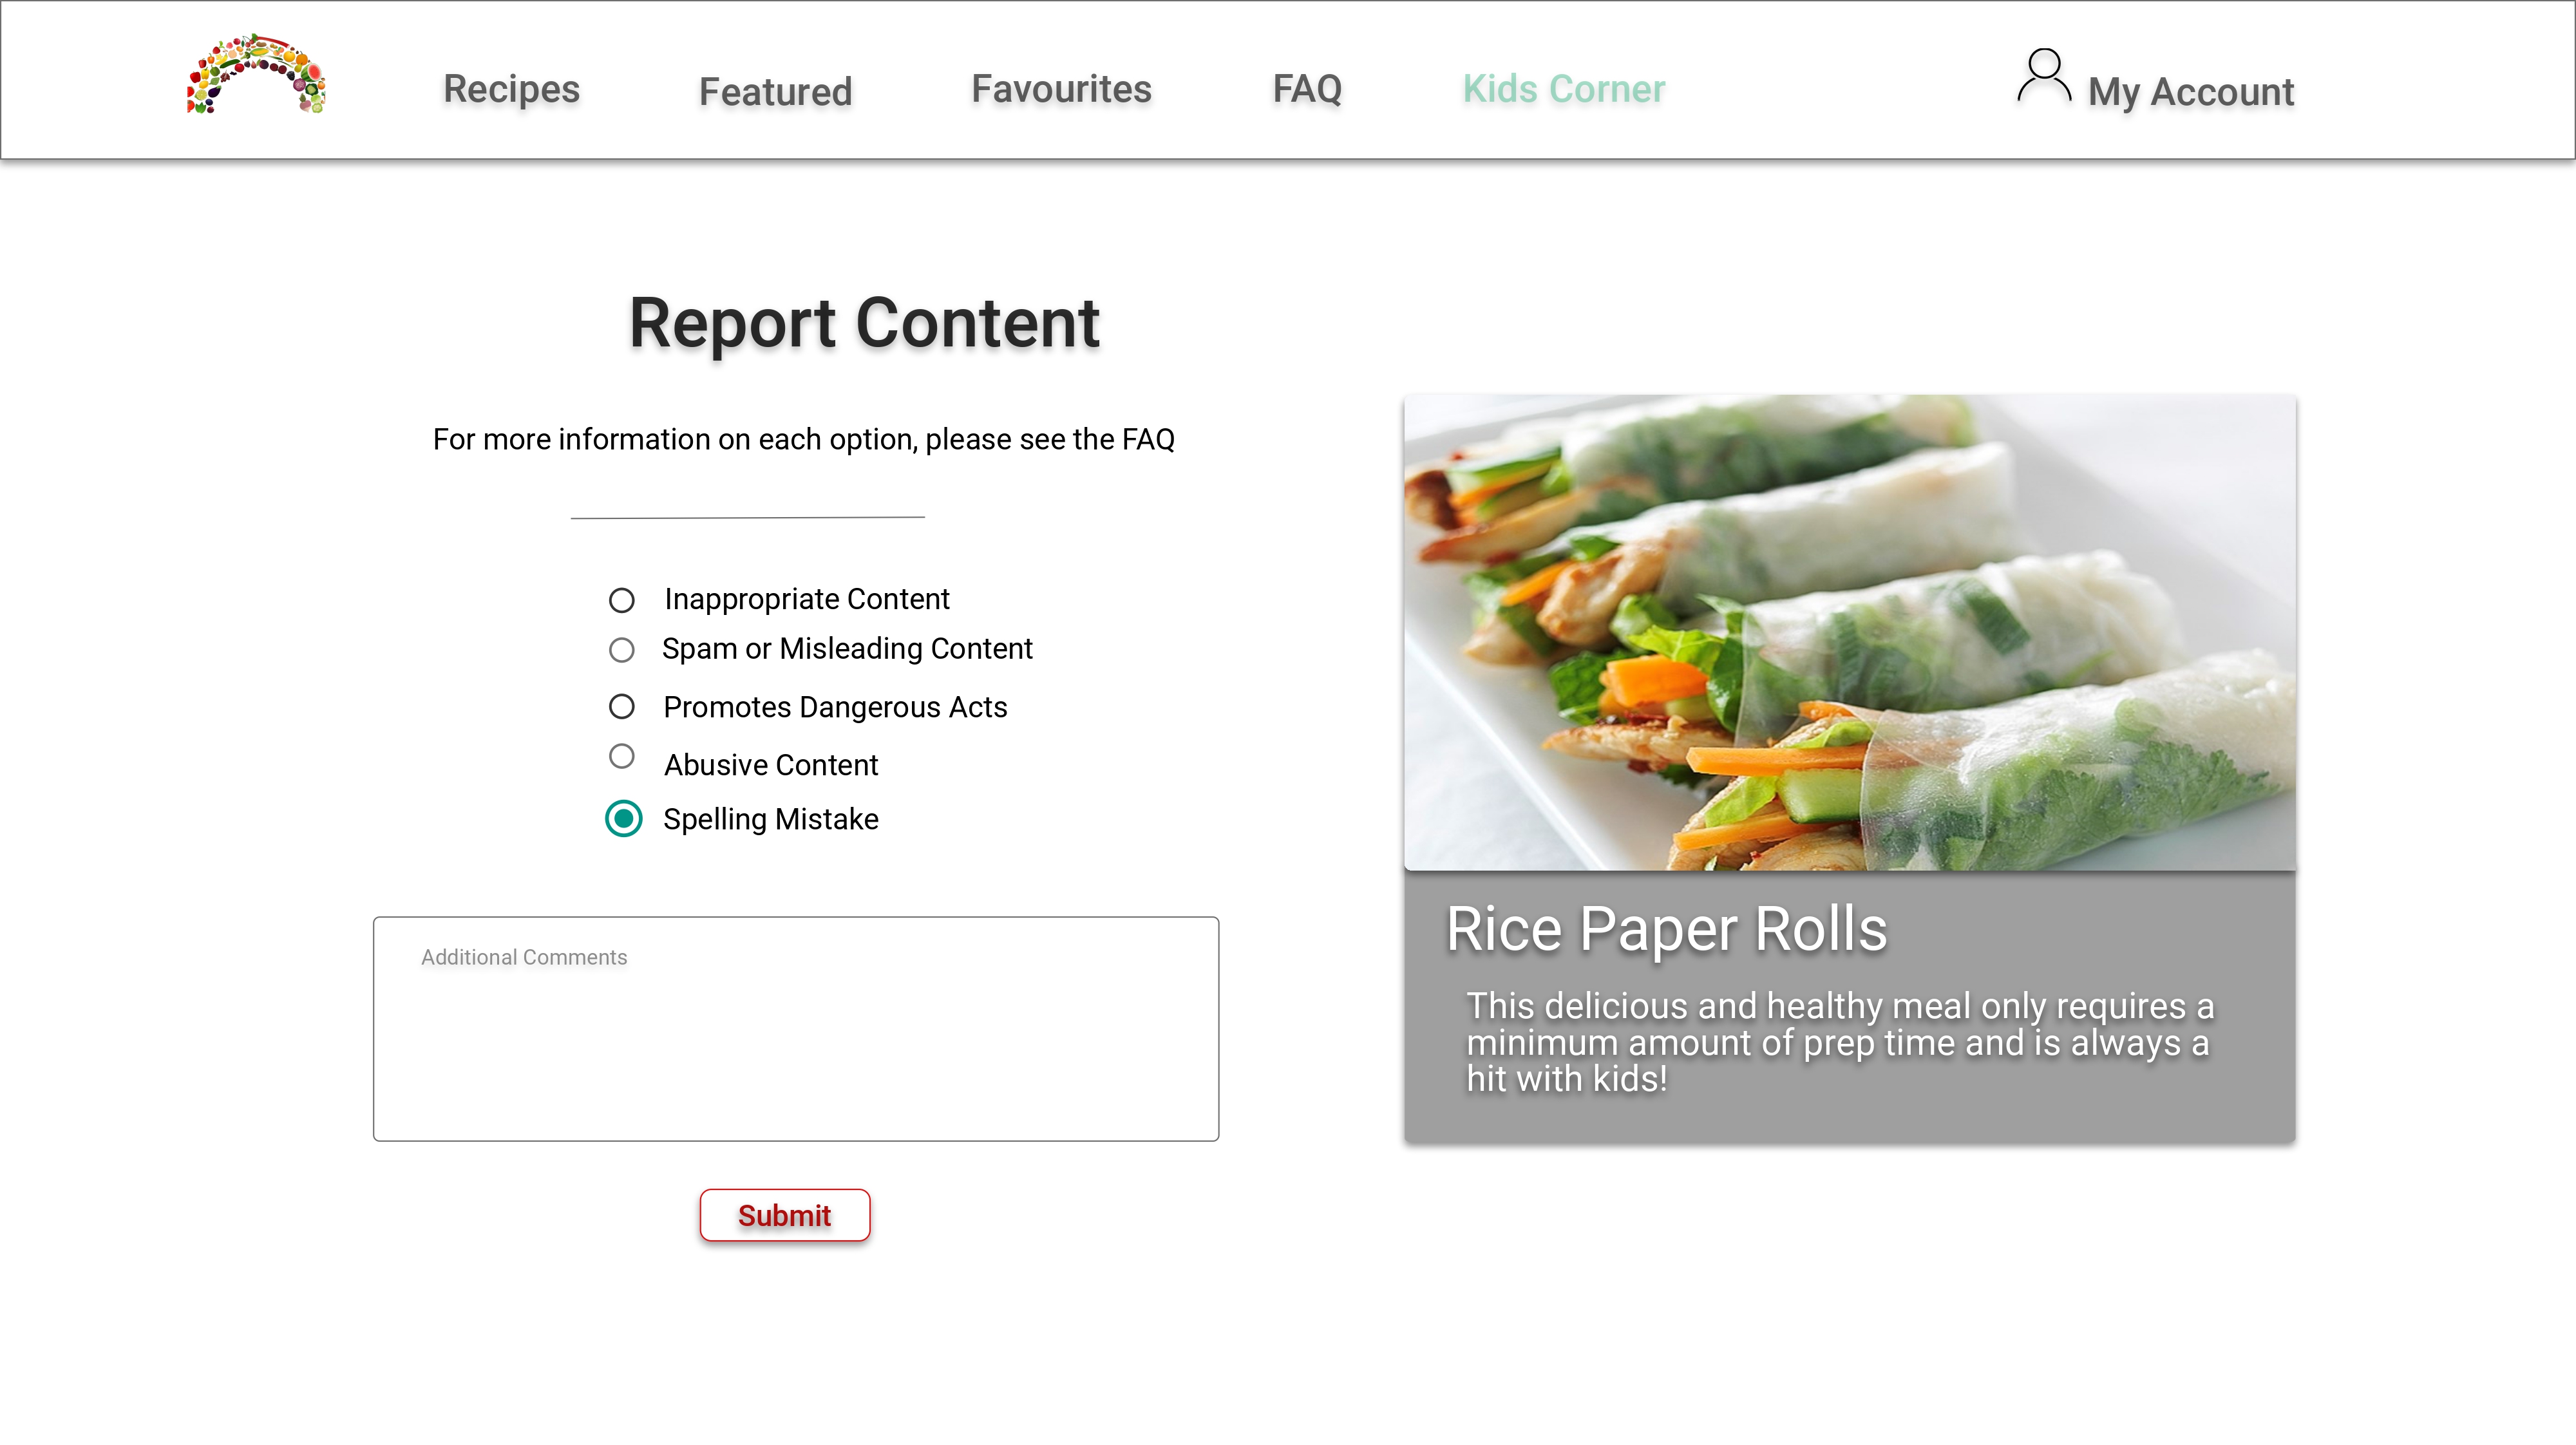 Recipes
Featured
Favourites
FAQ
Kids Corner
My Account
Report Content
For more information on each option, please see the FAQ
Inappropriate Content
Spam or Misleading Content
Promotes Dangerous Acts
Abusive Content
Spelling Mistake
Additional Comments
Submit
Rice Paper Rolls
This delicious and healthy meal only requires a
minimum amount of prep time and is always a
hit with kids!